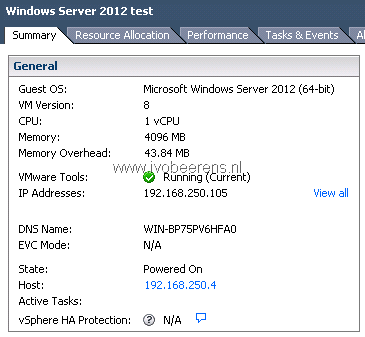 Windows Server 2012 test
Summary Resource Allocation Performance Tasks & Events
General
Guest OS: Microsoft Windows Server 2012 (64-bit)
VM Version: 8
CPU: 1 vCPU
Memory: 4096 MB
Memory Overhead: 43.84 MB
www.ivobeerens.nl
VMware Tools: Running (Current)
IP Addresses: 192.168.250.105 View all
DNS Name: WIN-BP75PV6HFA0
EVC Mode: N/A
State: Powered On
Host: 192.168.250.4
Active Tasks:
vSphere HA Protection: N/A